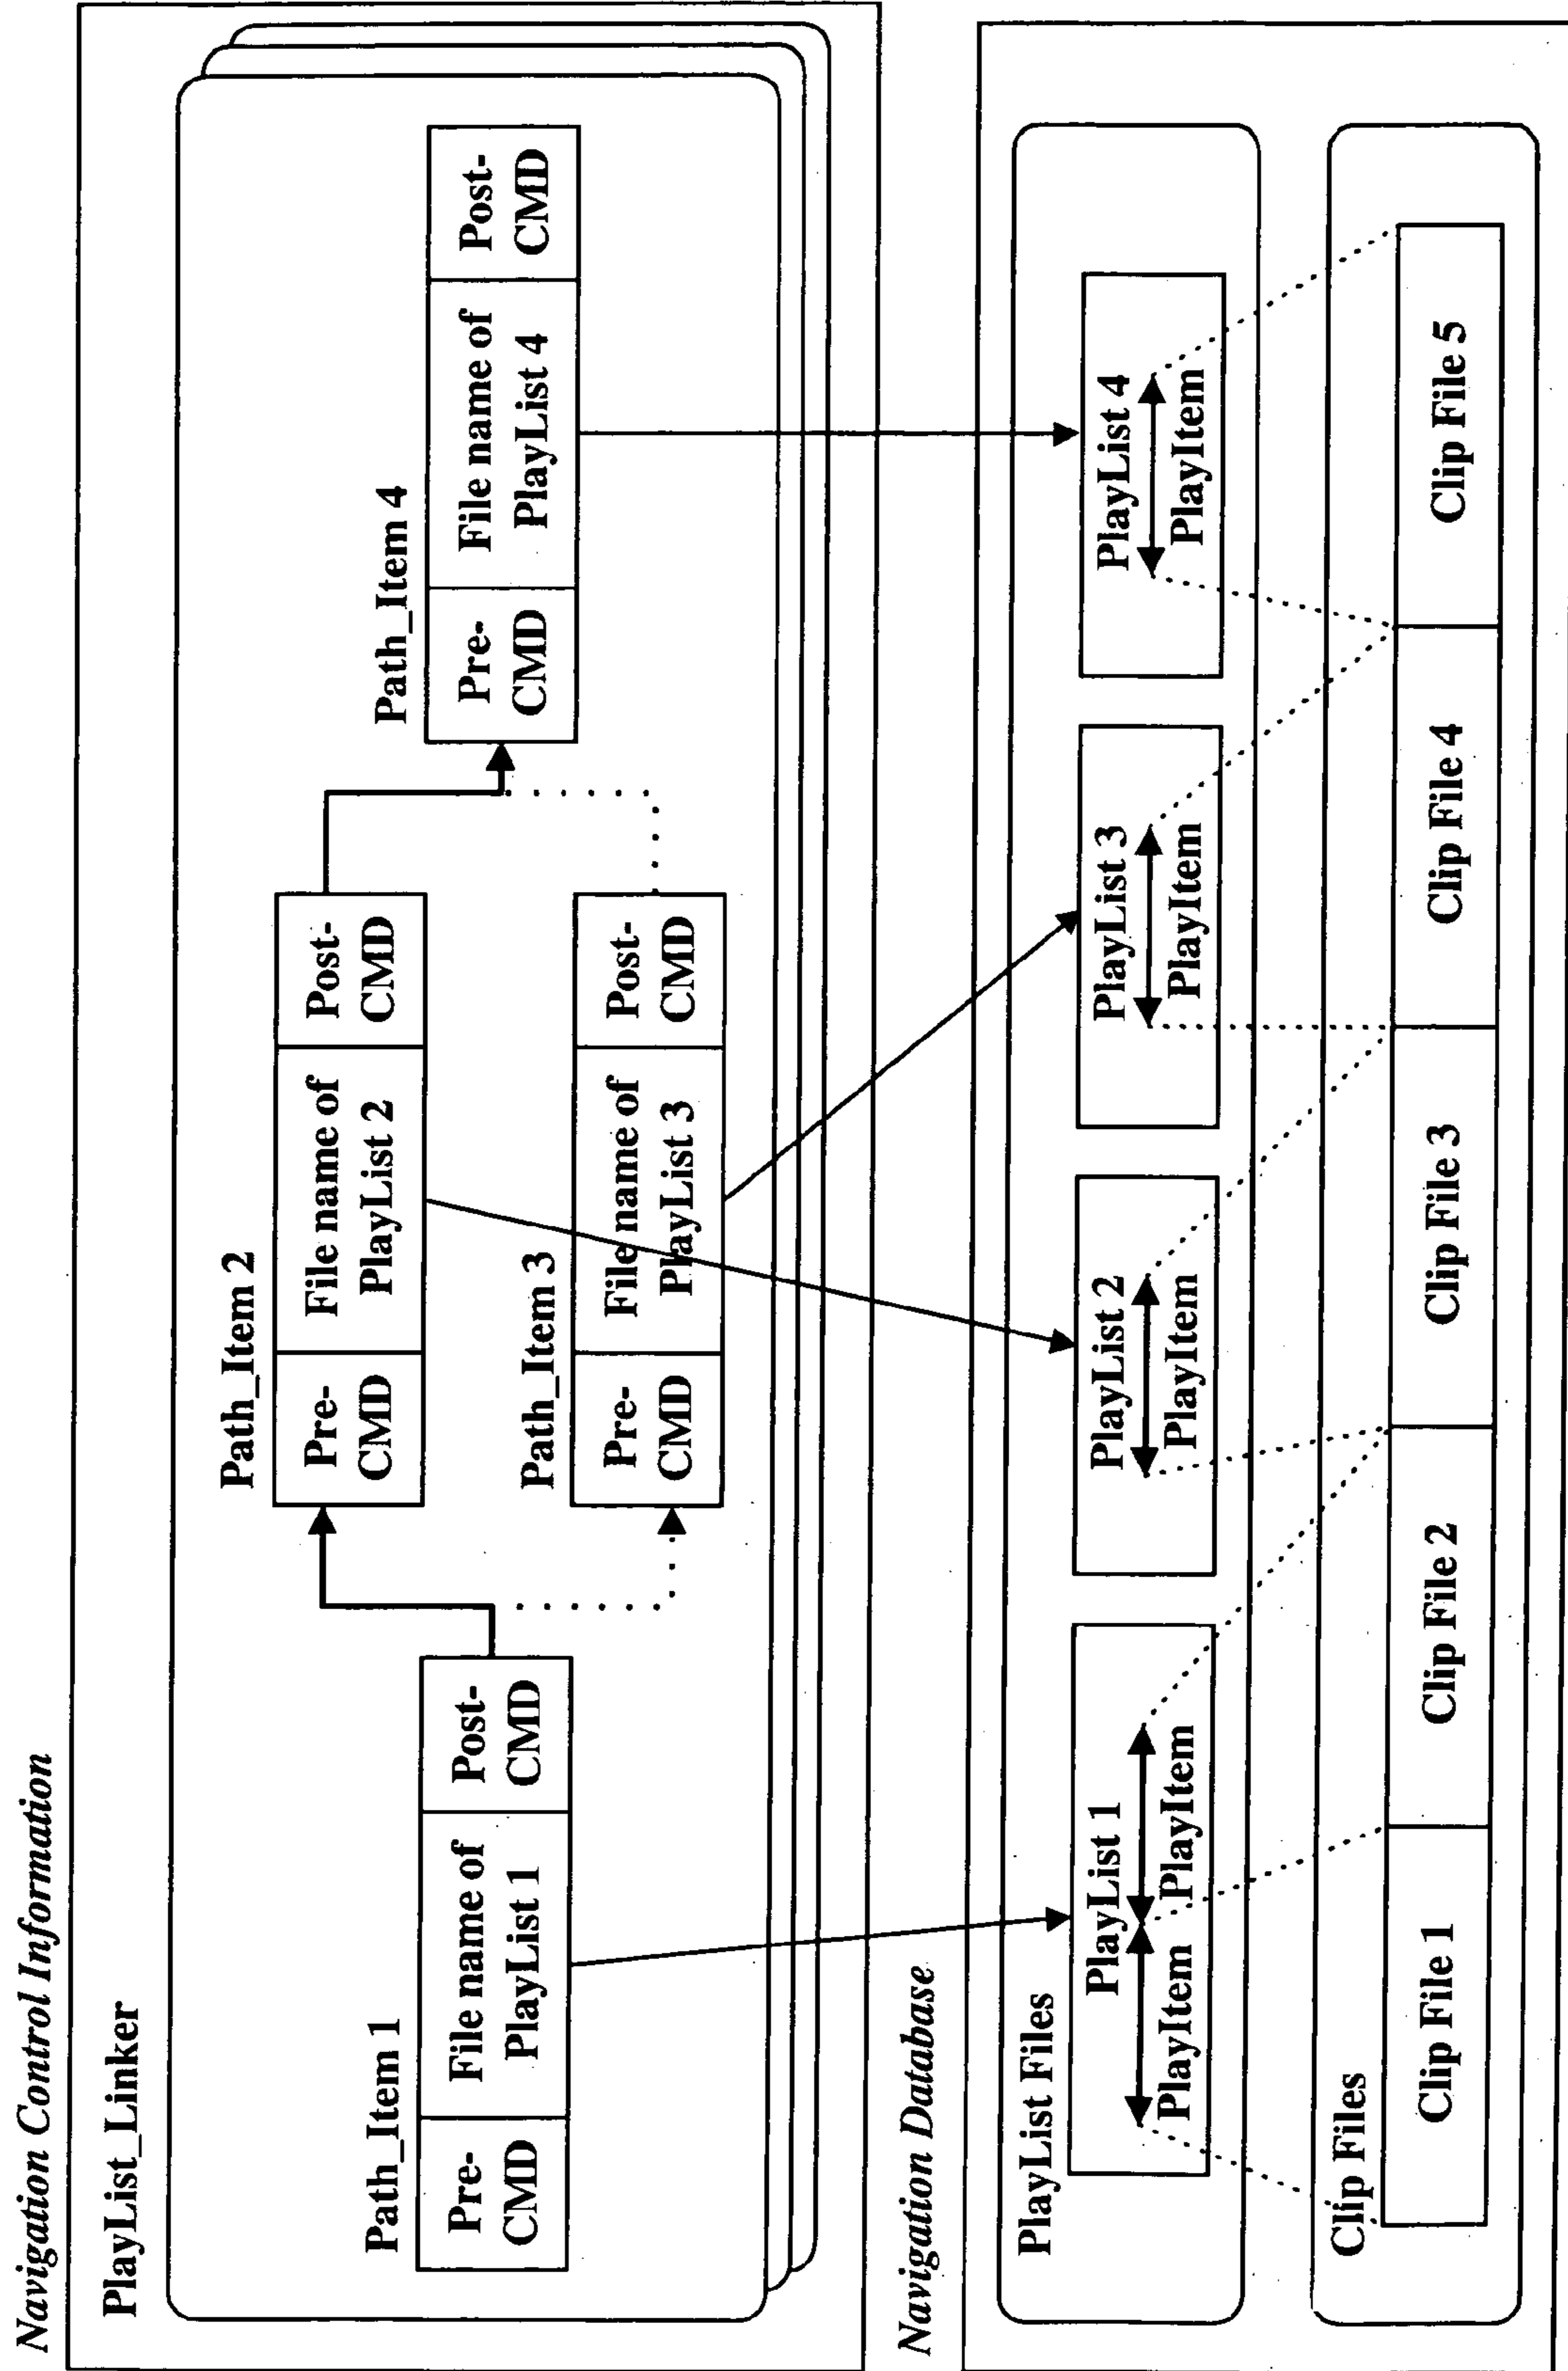 Navigation Control Information
PlayList_Linker
Path_Item 1
Pre-
CMD
File name of
PlayList 1
Post-
CMD
Path_Item 2
Pre-
CMD
File name of
PlayList 2
Post-
CMD
Path_Item 3
Pre-
CMD
File name of
PlayList 3
Post-
CMD
Path_Item 4
Pre-
CMD
File name of
PlayList 4
Post-
CMD
Navigation Database
PlayList Files
PlayList 1
PlayItem
PlayItem
PlayList 2
PlayItem
PlayList 3
PlayItem
PlayList 4
PlayItem
Clip Files
Clip File 1
Clip File 2
Clip File 3
Clip File 4
Clip File 5